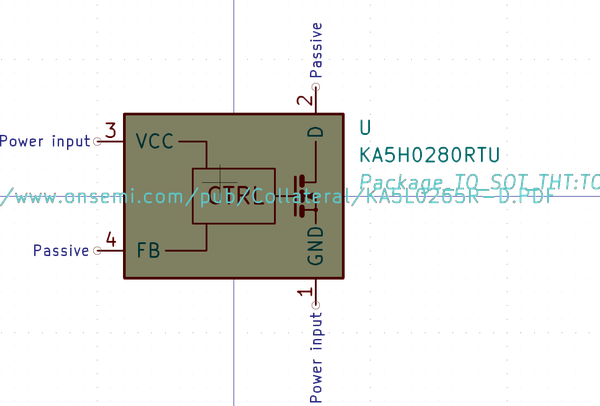 Passive
2
D
U
3
Power input
VCC
KA5H0280RTU
Package_TO_SOT_THT:TO
/www.onsemi.com/pub/Collateral/KA5L0265R-D.PDF
CTRL
4
Passive
FB
GND
1
Power input